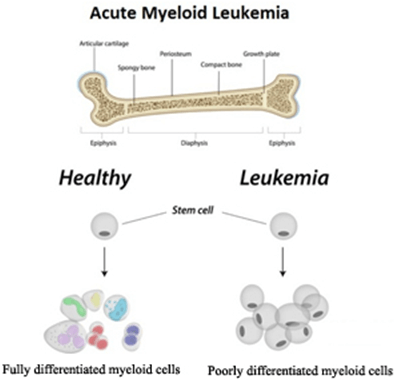 Acute Myeloid Leukemia
Articular cartilage
Periosteum
Growth plate
Spongy bone
Compact bone
Epiphysis
Diaphysis
Epiphysis
Healthy
Leukemia
Stem cell
Fully differentiated myeloid cells
Poorly differentiated myeloid cells